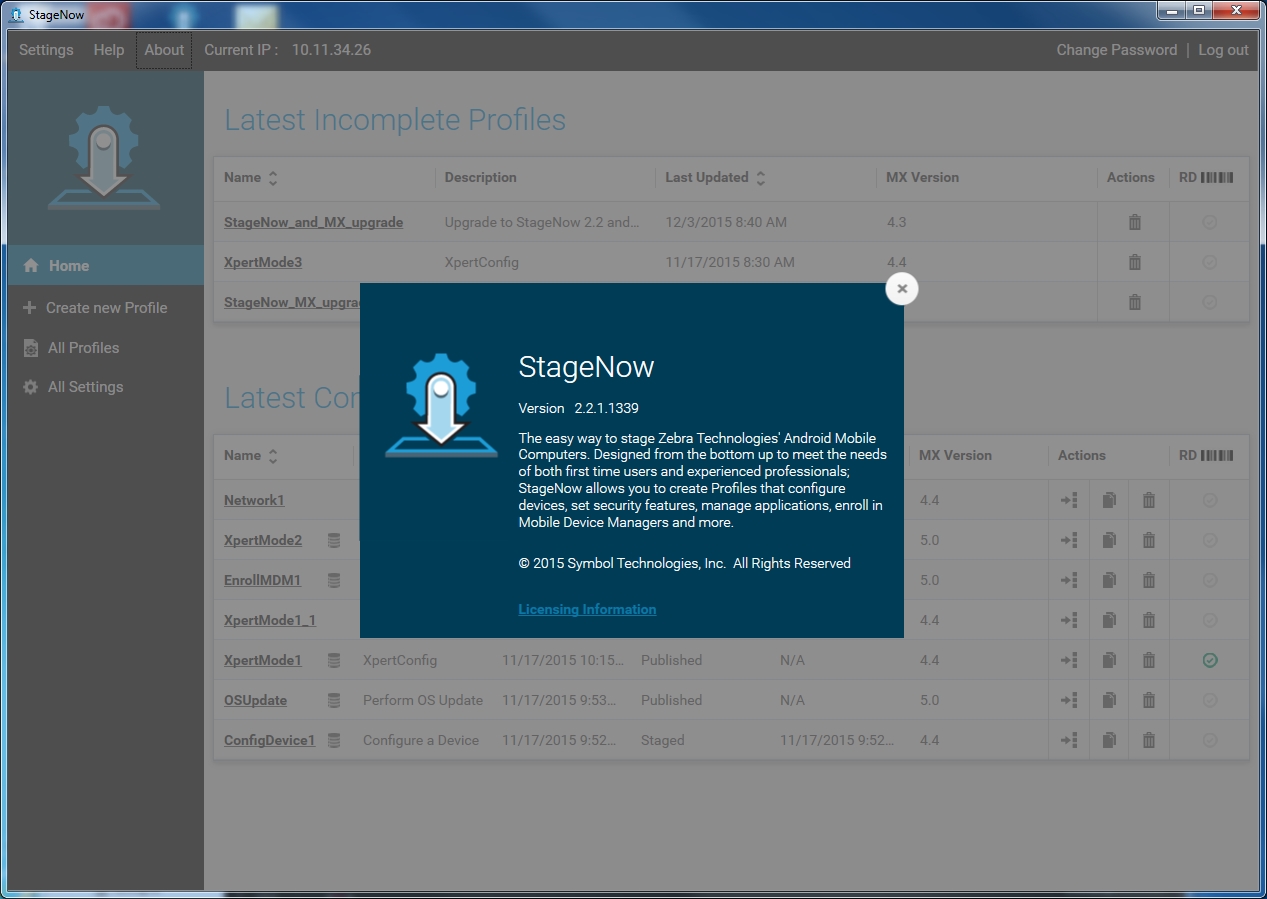 StageNow
Settings Help About Current IP : 10.11.34.26 Change Password | Log out
Latest Incomplete Profiles
Name Description Last Updated MX Version Actions RD
StageNow_and_MX_upgrade Upgrade to StageNow 2.2 and... 12/3/2015 8:40 AM 4.3
XpertMode3 XpertConfig 11/17/2015 8:30 AM 4.4
StageNow_MX_upgra
Home
Create new Profile
All Profiles
All Settings
StageNow
Version 2.2.1.1339
The easy way to stage Zebra Technologies' Android Mobile
Computers. Designed from the bottom up to meet the needs
of both first time users and experienced professionals;
StageNow allows you to create Profiles that configure
devices, set security features, manage applications, enroll in
Mobile Device Managers and more.
© 2015 Symbol Technologies, Inc. All Rights Reserved
Licensing Information
Latest Cor
Name MX Version Actions RD
Network1 4.4
XpertMode2 5.0
EnrollMDM1 5.0
XpertMode1_1 4.4
XpertMode1 XpertConfig 11/17/2015 10:15... Published N/A 4.4
OSUpdate Perform OS Update 11/17/2015 9:53... Published N/A 5.0
ConfigDevice1 Configure a Device 11/17/2015 9:52... Staged 11/17/2015 9:52... 4.4